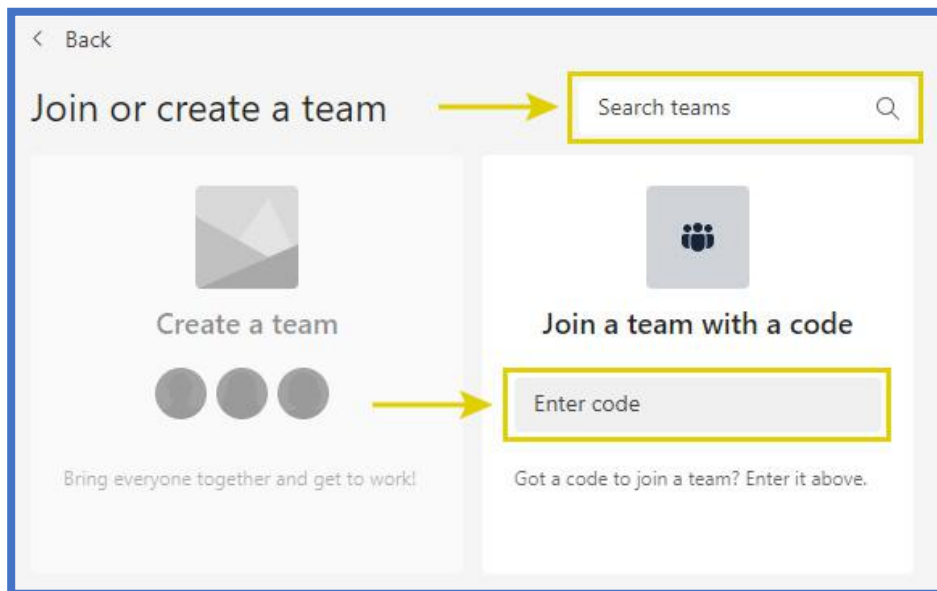 Back
Join or create a team
Search teams
Create a team
Bring everyone together and get to work!
Join a team with a code
Enter code
Got a code to join a team? Enter it above.